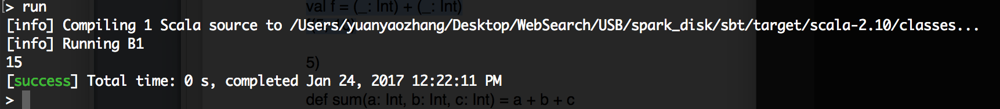 > run
val f = (_: Int) + (_: Int)
[info] Compiling 1 Scala source to /Users/yuanyaozhang/Desktop/WebSearch/USB/spark_disk/sbt/target/scala-2.10/classes...
[info] Running B1
15
5)
[success] Total time: 0 s, completed Jan 24, 2017 12:22:11 PM
>
def sum(a: Int, b: Int, c: Int) = a + b + c